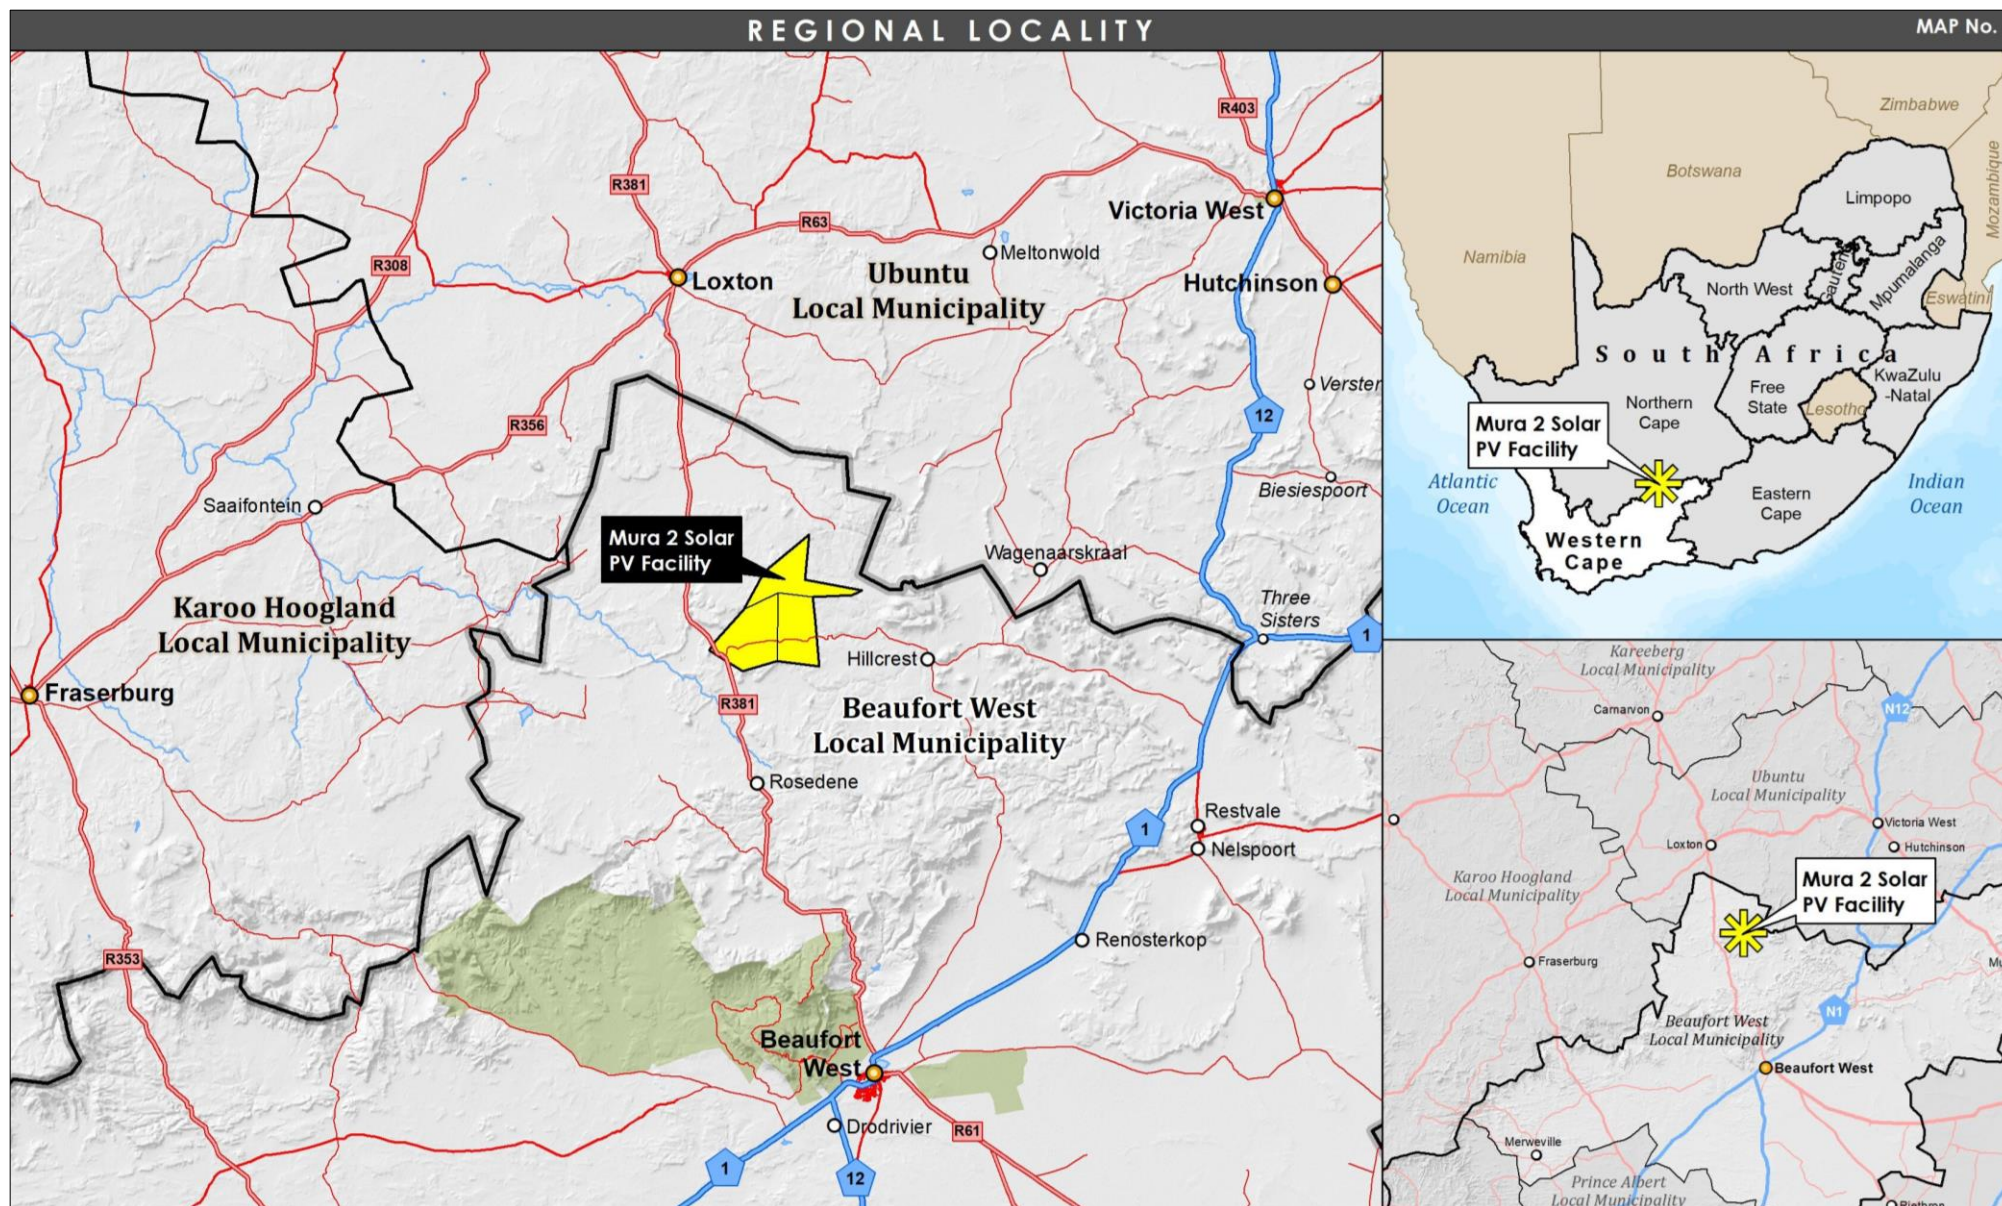 REGIONAL LOCALITY
MAP No.
R403
R381
Victoria West
R63
Meltonwold
R308
Loxton
Ubuntu
Local Municipality
Hutchinson
12
R356
Saaifontein
Biesiespoort
Mura 2 Solar
PV Facility
Wagenaarskraal
Karoo Hoogland
Local Municipality
Three
Sisters
1
Hillcrest
Fraserburg
R381
Beaufort West
Local Municipality
Rosedene
Restvale
1
Nelspoort
R353
Renosterkop
Beaufort
West
Drodrivier
R61
1
12
Zimbabwe
Botswana
Mozambique
Limpopo
Namibia
North West
Gauteng
Mpumalanga
Eswatini
South Africa
KwaZulu
-Natal
Free
State
Lesotho
Northern
Cape
Mura 2 Solar
PV Facility
Atlantic
Ocean
Indian
Ocean
Eastern
Cape
Western
Cape
Kareeberg
Local Municipality
Carnarvon
N12
Ubuntu
Local Municipality
Victoria West
Loxton
Hutchinson
Karoo Hoogland
Local Municipality
Mura 2 Solar
PV Facility
Fraserburg
N1
Beaufort West
Local Municipality
Beaufort West
Merweville
Prince Albert
Local Municipality